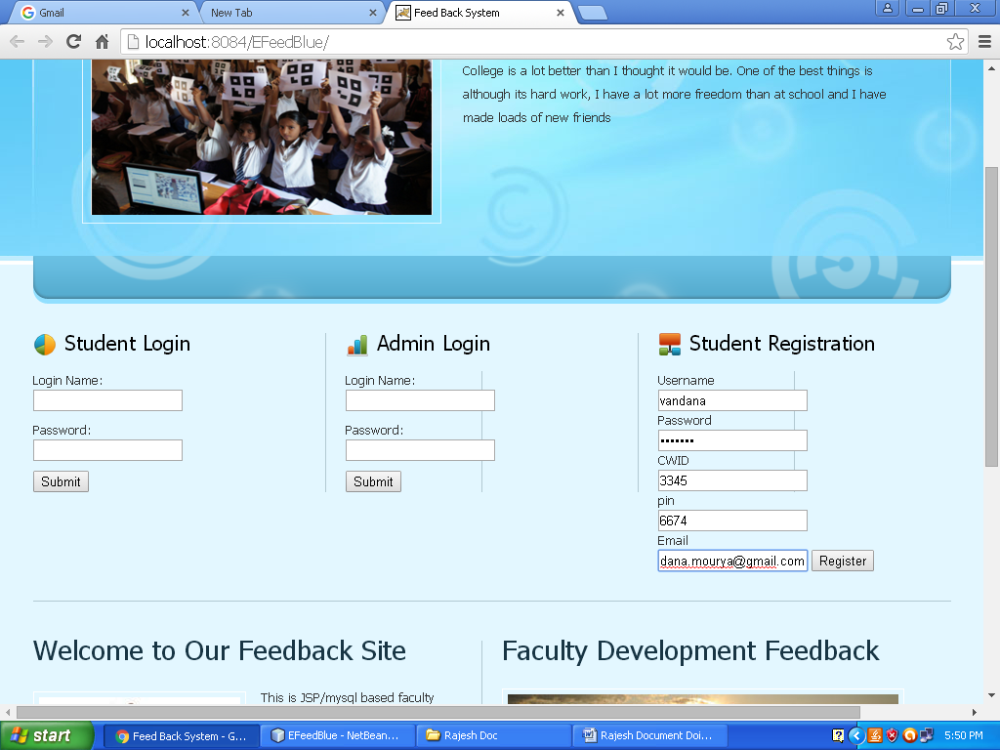 Gmail
New Tab
Feed Back System
localhost:8084/EFeedBlue/
College is a lot better than I thought it would be. One of the best things is
although its hard work, I have a lot more freedom than at school and I have
made loads of new friends
Student Login
Login Name:
Password:
Submit
Admin Login
Login Name:
Password:
Submit
Student Registration
Username
vandana
Password
•••••••
CWID
3345
pin
6674
Email
dana.mourya@gmail.com
Register
Welcome to Our Feedback Site
This is JSP/mysql based faculty
Faculty Development Feedback
start
Feed Back System - G...
EFeedBlue - NetBean...
Rajesh Doc
Rajesh Document Doi...
5:50 PM